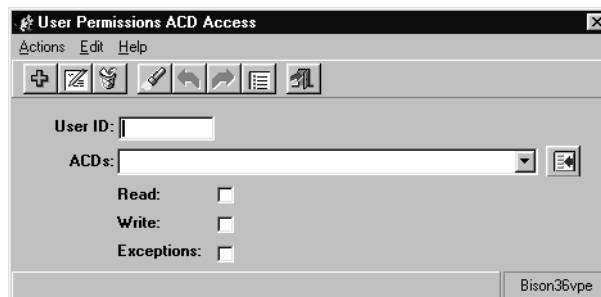 User Permissions ACD Access
Actions Edit Help
User ID:
ACDs:
Read:
Write:
Exceptions:
Bison36vpe